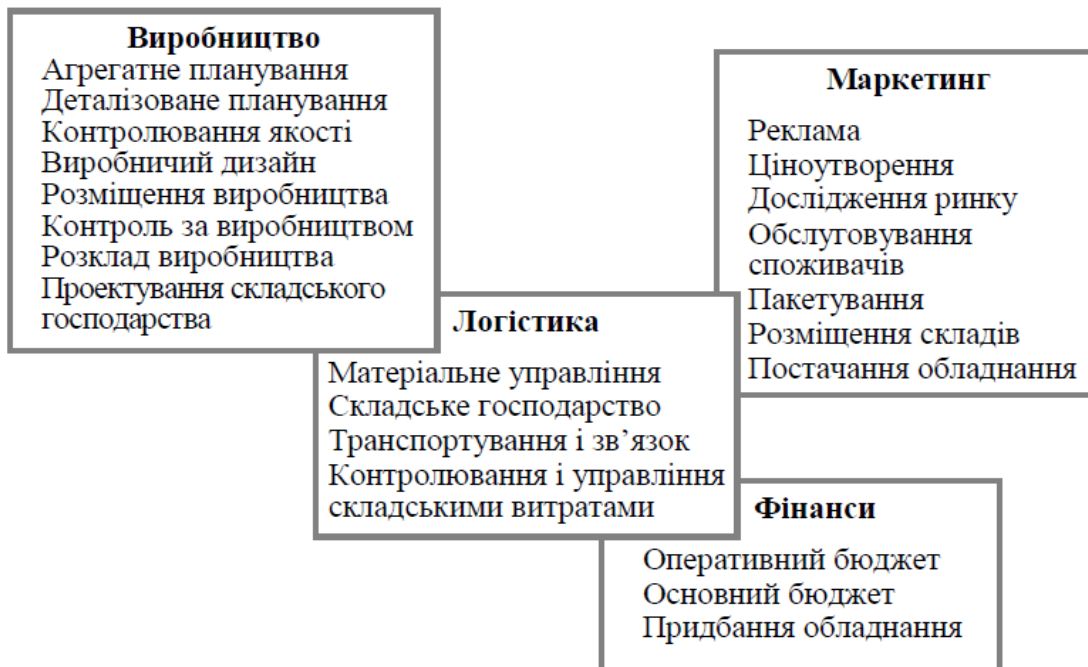 Виробництво
Агрегатне планування
Деталізоване планування
Контролювання якості
Виробничий дизайн
Розміщення виробництва
Контроль за виробництвом
Розклад виробництва
Проектування складського
господарства
Маркетинг
Реклама
Ціноутворення
Дослідження ринку
Обслуговування
споживачів
Пакетування
Розміщення складів
Постачання обладнання
Логістика
Матеріальне управління
Складське господарство
Транспортування і зв’язок
Контролювання і управління
складськими витратами
Фінанси
Оперативний бюджет
Основний бюджет
Придбання обладнання